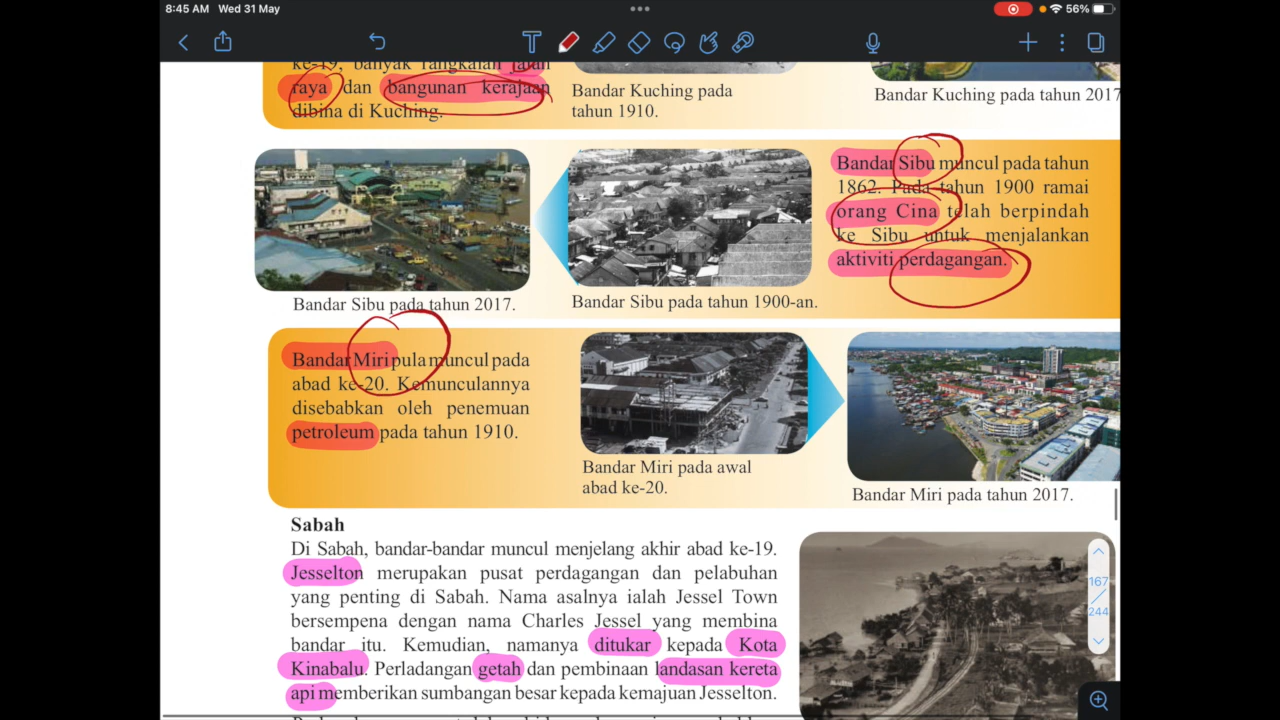 8:45 AM Wed 31 May
56%
ke-19, banyak rangkaian jalan
raya dan bangunan kerajaan
dibina di Kuching.
Bandar Kuching pada
tahun 1910.
Bandar Kuching pada tahun 2017
Bandar Sibu muncul pada tahun
1862. Pada tahun 1900 ramai
orang Cina telah berpindah
ke Sibu untuk menjalankan
aktiviti perdagangan.
Bandar Sibu pada tahun 2017.
Bandar Sibu pada tahun 1900-an.
Bandar Miri pula muncul pada
abad ke-20. Kemunculannya
disebabkan oleh penemuan
petroleum pada tahun 1910.
Bandar Miri pada awal
abad ke-20.
Bandar Miri pada tahun 2017.
Sabah
Di Sabah, bandar-bandar muncul menjelang akhir abad ke-19.
Jesselton merupakan pusat perdagangan dan pelabuhan
yang penting di Sabah. Nama asalnya ialah Jessel Town
bersempena dengan nama Charles Jessel yang membina
bandar itu. Kemudian, namanya ditukar kepada Kota
Kinabalu. Perladangan getah dan pembinaan landasan kereta
api memberikan sumbangan besar kepada kemajuan Jesselton.
167
244